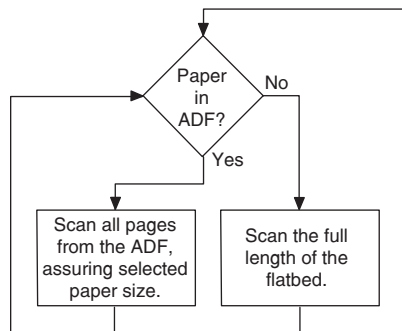 Paper
in
ADF?
No
Yes
Scan all pages
from the ADF,
assuring selected
paper size.
Scan the full
length of the
flatbed.